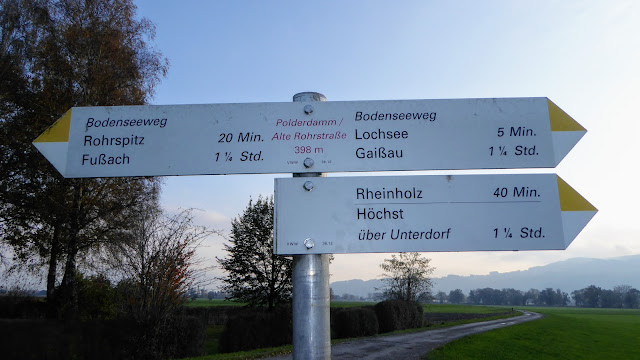 Bodenseeweg
Rohrspitz 20 Min.
Fußach 1 ¼ Std.
Polderdamm /
Alte Rohrstraße
398 m
Bodenseeweg
Lochsee 5 Min.
Gaißau 1 ¼ Std.
Rheinholz 40 Min.
Höchst
über Unterdorf 1 ¼ Std.